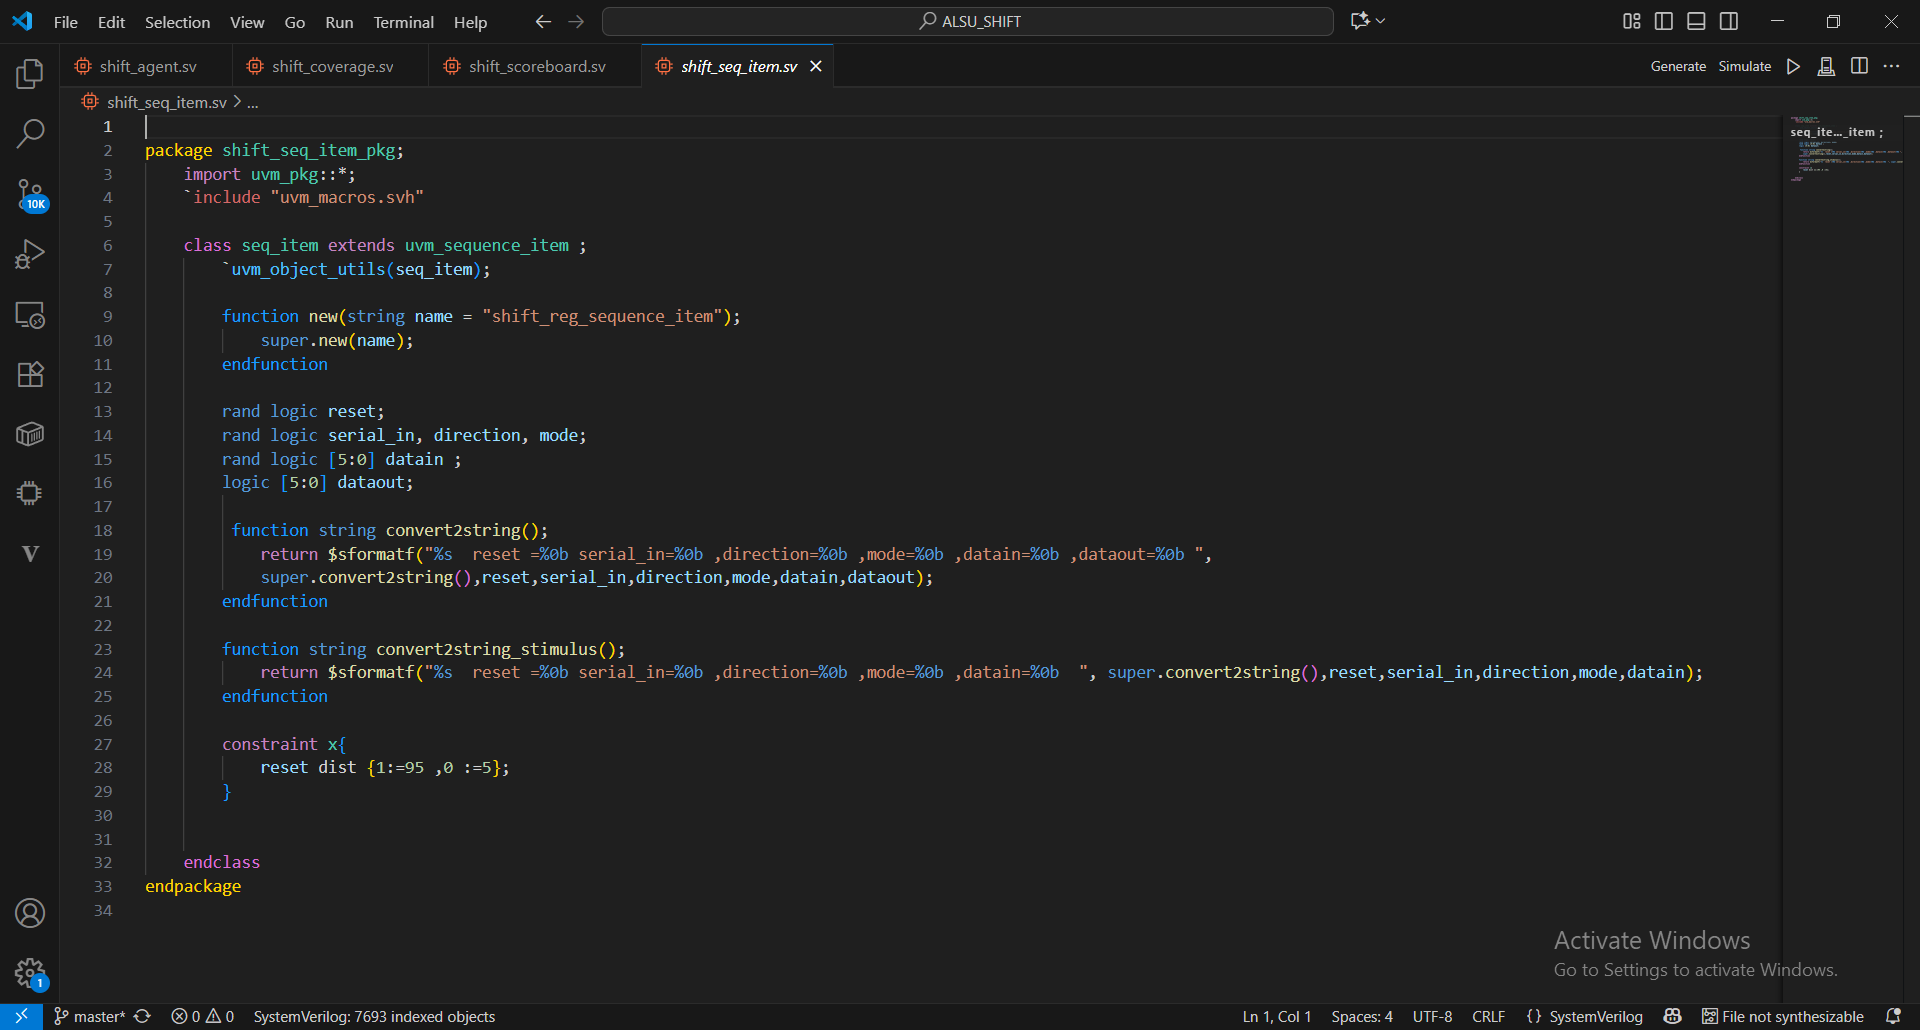 File Edit Selection View Go Run Terminal Help ALSU_SHIFT
shift_agent.sv shift_coverage.sv shift_scoreboard.sv shift_seq_item.sv Generate Simulate
shift_seq_item.sv > ...
1
2 package shift_seq_item_pkg;
3 import uvm_pkg::*;
4 `include "uvm_macros.svh"
5
6 class seq_item extends uvm_sequence_item ;
7 `uvm_object_utils(seq_item);
8
9 function new(string name = "shift_reg_sequence_item");
10 super.new(name);
11 endfunction
12
13 rand logic reset;
14 rand logic serial_in, direction, mode;
15 rand logic [5:0] datain ;
16 logic [5:0] dataout;
17
18 function string convert2string();
19 return $sformatf("%s  reset =%0b serial_in=%0b ,direction=%0b ,mode=%0b ,datain=%0b ,dataout=%0b ",
20 super.convert2string(),reset,serial_in,direction,mode,datain,dataout);
21 endfunction
22
23 function string convert2string_stimulus();
24 return $sformatf("%s  reset =%0b serial_in=%0b ,direction=%0b ,mode=%0b ,datain=%0b  ", super.convert2string(),reset,serial_in,direction,mode,datain);
25 endfunction
26
27 constraint x{
28 reset dist {1:=95 ,0 :=5};
29 }
30
31
32 endclass
33 endpackage
34
seq_ite..._item ;
10K
1
Activate Windows
Go to Settings to activate Windows.
master* 0 0 SystemVerilog: 7693 indexed objects Ln 1, Col 1 Spaces: 4 UTF-8 CRLF {} SystemVerilog File not synthesizable